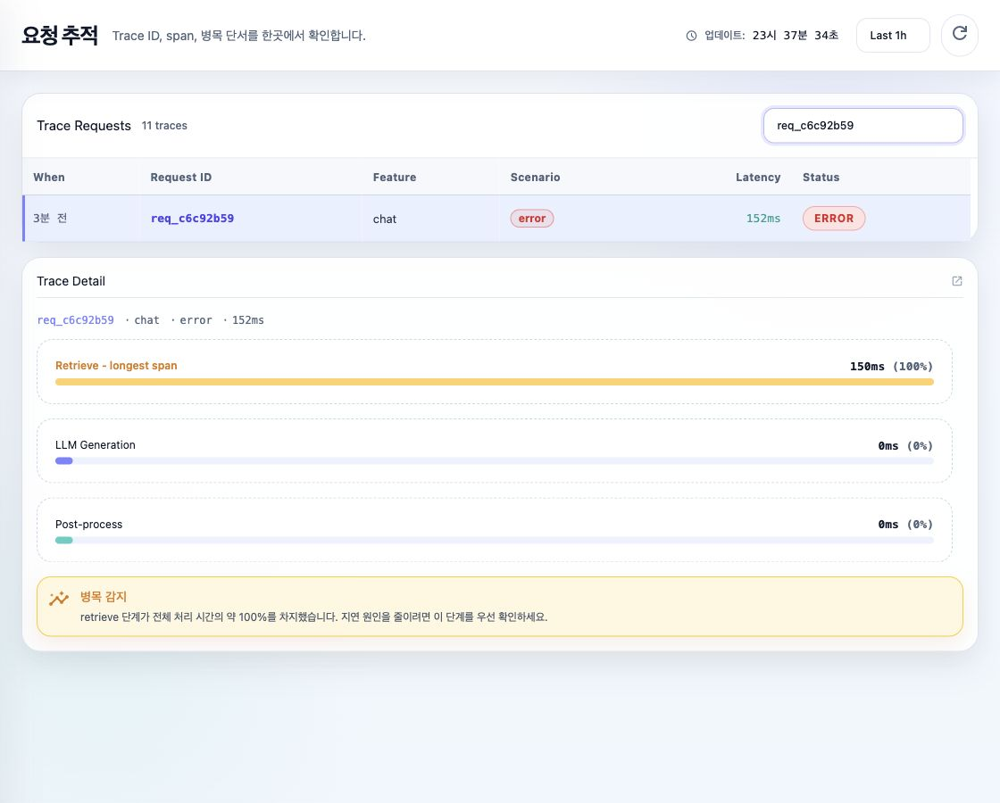 요청 추적 Trace ID, span, 병목 단서를 한곳에서 확인합니다. 업데이트: 23시 37분 34초 Last 1h
Trace Requests 11 traces req_c6c92b59
When Request ID Feature Scenario Latency Status
3분 전 req_c6c92b59 chat error 152ms ERROR
Trace Detail
req_c6c92b59 · chat · error · 152ms
Retrieve - longest span 150ms (100%)
LLM Generation 0ms (0%)
Post-process 0ms (0%)
병목 감지
retrieve 단계가 전체 처리 시간의 약 100%를 차지했습니다. 지연 원인을 줄이려면 이 단계를 우선 확인하세요.